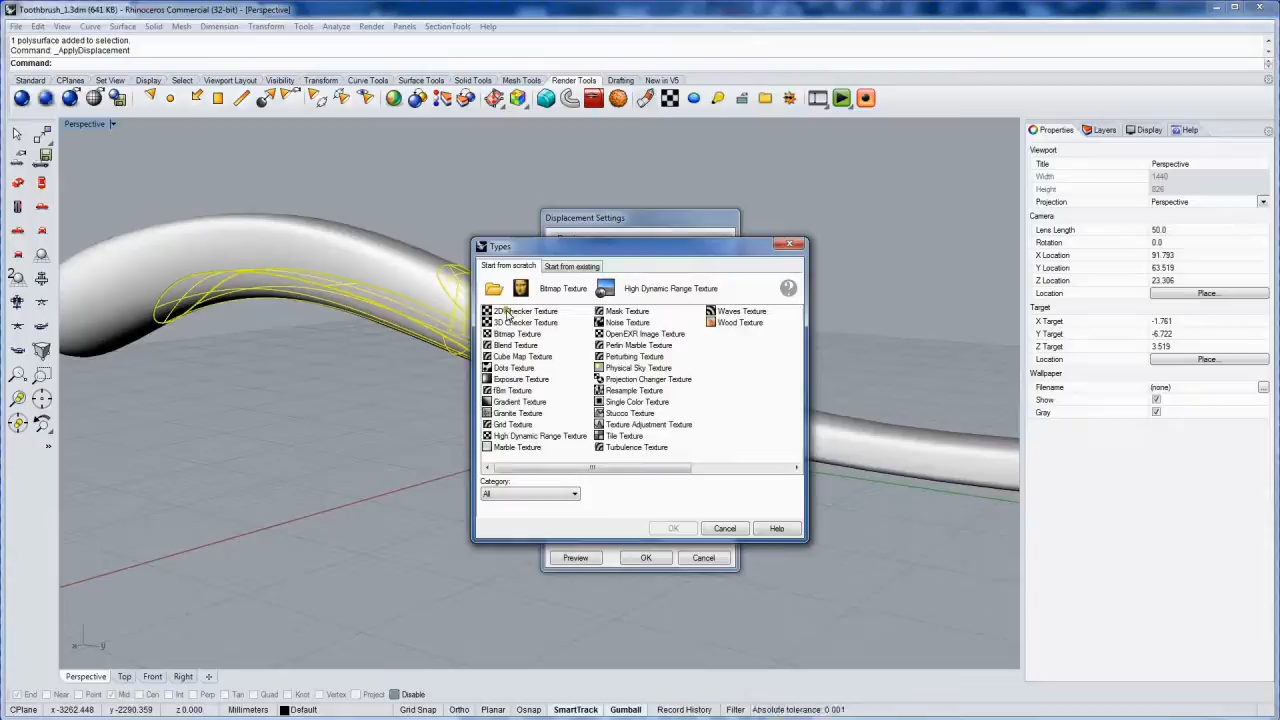 Toothbrush_1.3dm (641 KB) - Rhinoceros Commercial (32-bit) - [Perspective]
File Edit View Curve Surface Solid Mesh Dimension Transform Tools Analyze Render Panels SectionTools Help
1 polysurface added to selection.
Command: _ApplyDisplacement
Command:
Standard CPlanes Set View Display Select Viewport Layout Visibility Transform Curve Tools Surface Tools Solid Tools Mesh Tools Render Tools Drafting New in V5
Perspective
Properties Layers Display Help
Viewport
Title Perspective
Width 1440
Height 826
Projection Perspective
Camera
Lens Length 50.0
Rotation 0.0
X Location 91.793
Y Location 63.519
Z Location 23.306
Location Place...
Target
X Target -1.761
Y Target -6.722
Z Target 3.519
Location Place...
Wallpaper
Filename (none) ...
Show
Gray
Displacement Settings
Types
Start from scratch Start from existing
Bitmap Texture High Dynamic Range Texture
2D Checker Texture Mask Texture Waves Texture
3D Checker Texture Noise Texture Wood Texture
Bitmap Texture OpenEXR Image Texture
Blend Texture Perlin Marble Texture
Cube Map Texture Perturbing Texture
Dots Texture Physical Sky Texture
Exposure Texture Projection Changer Texture
fBm Texture Resample Texture
Gradient Texture Single Color Texture
Granite Texture Stucco Texture
Grid Texture Texture Adjustment Texture
High Dynamic Range Texture Tile Texture
Marble Texture Turbulence Texture
Category:
All
OK Cancel Help
Preview OK Cancel
x y
Perspective Top Front Right
End Near Point Mid Cen Int Perp Tan Quad Knot Vertex Project Disable
CPlane x -3262.448 y -2290.359 z 0.000 Millimeters Default Grid Snap Ortho Planar Osnap SmartTrack Gumball Record History Filter Absolute tolerance: 0.001